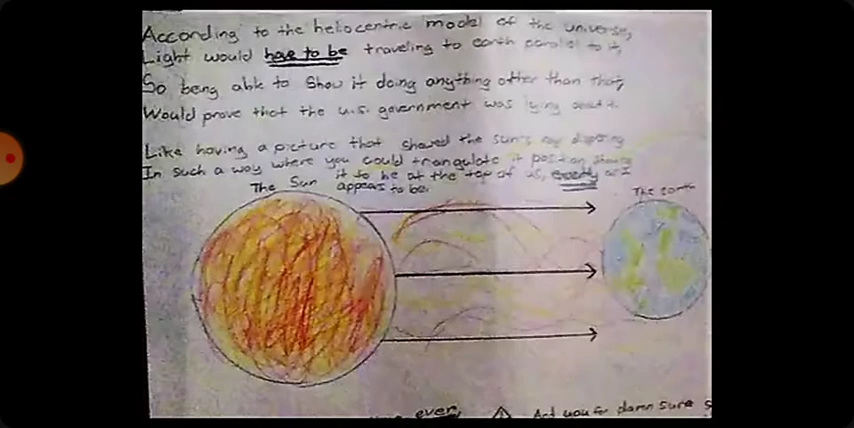 According to the heliocentric model of the universe,
Light would have to be traveling to earth parallel to it,
So being able to show it doing anything other than that,
Would prove that the U.S. government was lying about it.
Like having a picture that showed the sun's rays
In such a way where you could triangulate it position showing
it to be at the top of us, exactly as it
appears to be.
The Sun
The Earth
ever,
And you for damn sure